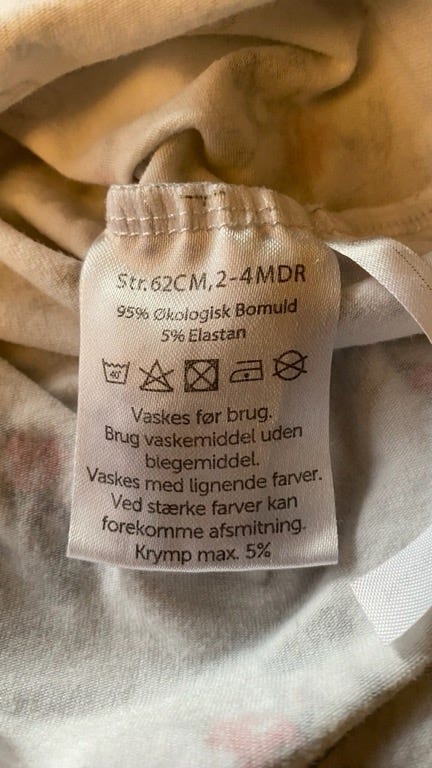 Str.62CM, 2-4MDR
95% Økologisk Bomuld
5% Elastan
40°
Vaskes før brug.
Brug vaskemiddel uden
blegemiddel.
Vaskes med lignende farver.
Ved stærke farver kan
forekomme afsmitning.
Krymp max. 5%